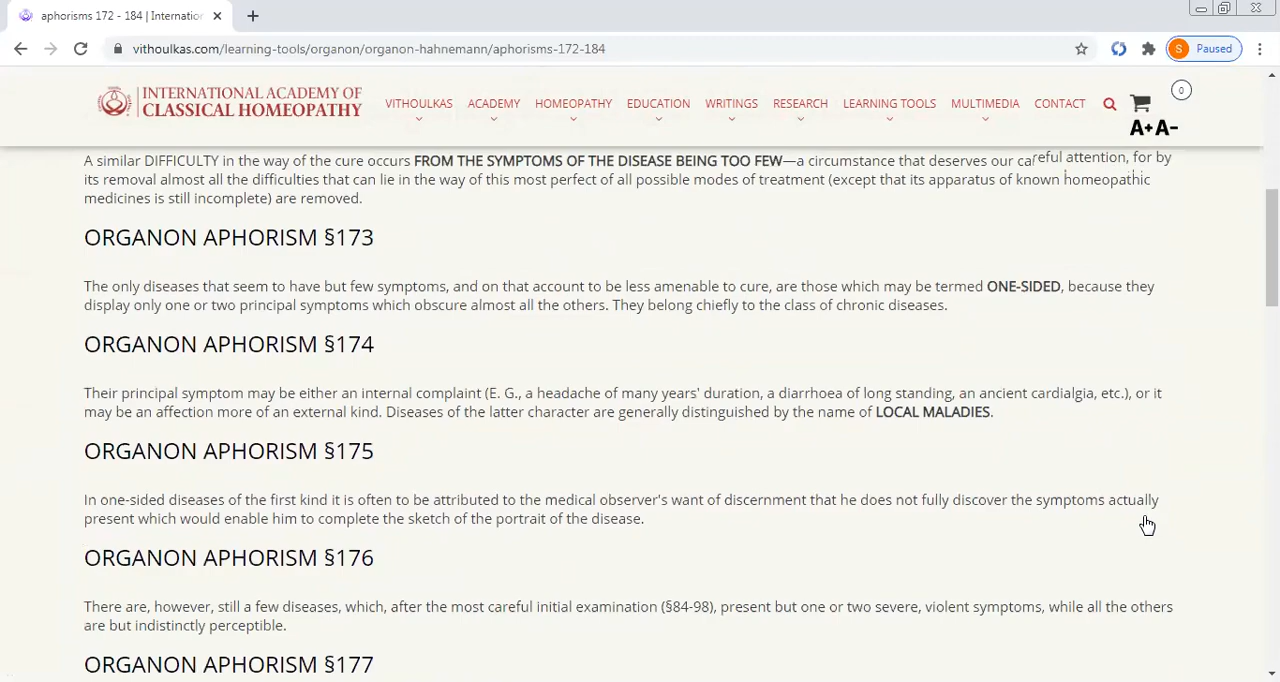 aphorisms 172 - 184 | Internatio
vithoulkas.com/learning-tools/organon/organon-hahnemann/aphorisms-172-184
S Paused
INTERNATIONAL ACADEMY OF
CLASSICAL HOMEOPATHY
VITHOULKAS ACADEMY HOMEOPATHY EDUCATION WRITINGS RESEARCH LEARNING TOOLS MULTIMEDIA CONTACT
0
A+A-
A similar DIFFICULTY in the way of the cure occurs FROM THE SYMPTOMS OF THE DISEASE BEING TOO FEW—a circumstance that deserves our careful attention, for by
its removal almost all the difficulties that can lie in the way of this most perfect of all possible modes of treatment (except that its apparatus of known homeopathic
medicines is still incomplete) are removed.
ORGANON APHORISM §173
The only diseases that seem to have but few symptoms, and on that account to be less amenable to cure, are those which may be termed ONE-SIDED, because they
display only one or two principal symptoms which obscure almost all the others. They belong chiefly to the class of chronic diseases.
ORGANON APHORISM §174
Their principal symptom may be either an internal complaint (E. G., a headache of many years' duration, a diarrhoea of long standing, an ancient cardialgia, etc.), or it
may be an affection more of an external kind. Diseases of the latter character are generally distinguished by the name of LOCAL MALADIES.
ORGANON APHORISM §175
In one-sided diseases of the first kind it is often to be attributed to the medical observer's want of discernment that he does not fully discover the symptoms actually
present which would enable him to complete the sketch of the portrait of the disease.
ORGANON APHORISM §176
There are, however, still a few diseases, which, after the most careful initial examination (§84-98), present but one or two severe, violent symptoms, while all the others
are but indistinctly perceptible.
ORGANON APHORISM §177